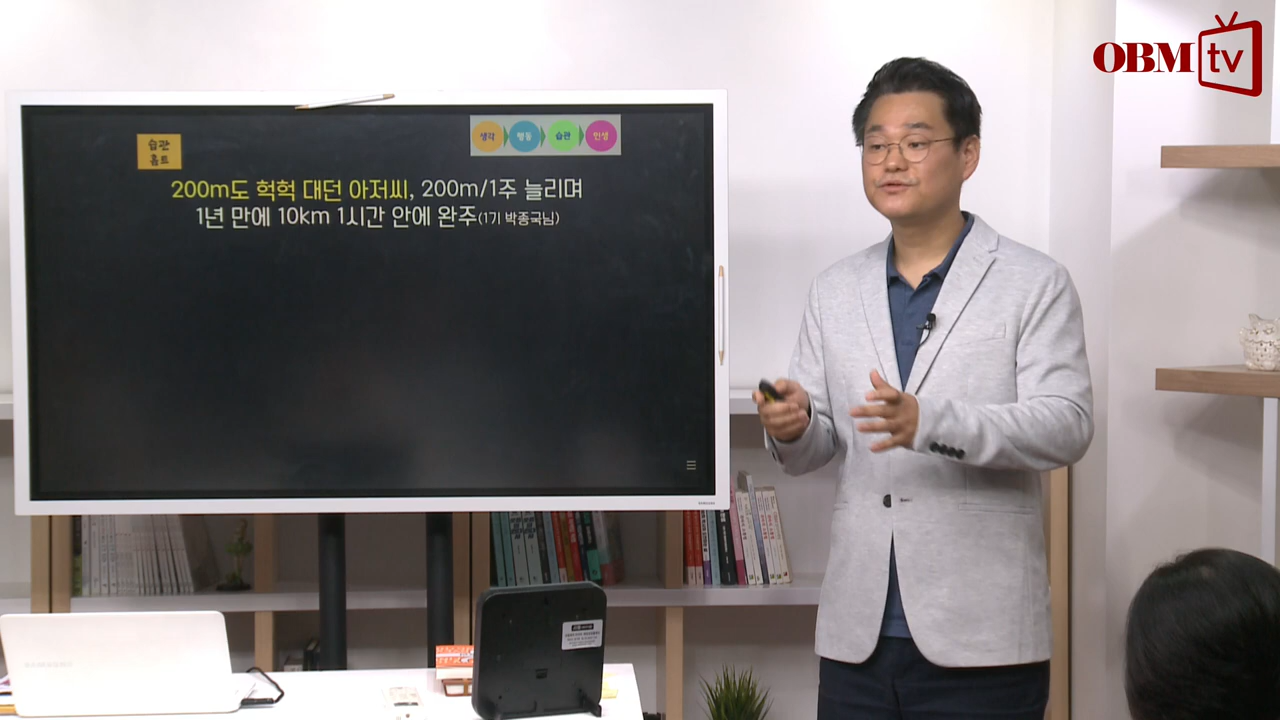 OBM tv
생각 행동 습관 인생
습관
홈트
200m도 헉헉 대던 아저씨, 200m/1주 늘리며
1년 만에 10km 1시간 안에 완주(1기 박종국님)
SAMSUNG
SAMSUNG